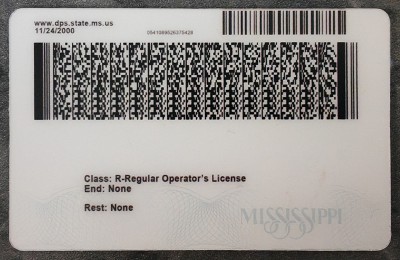 www.dps.state.ms.us
11/24/2000
Class: R-Regular Operator's License
End: None
Rest: None
MISSISSIPPI